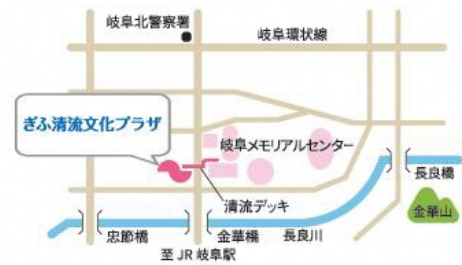 岐阜北警察署
岐阜環状線
ぎふ清流文化プラザ
岐阜メモリアルセンター
長良橋
清流デッキ
金華山
忠節橋
金華橋
長良川
至JR岐阜駅